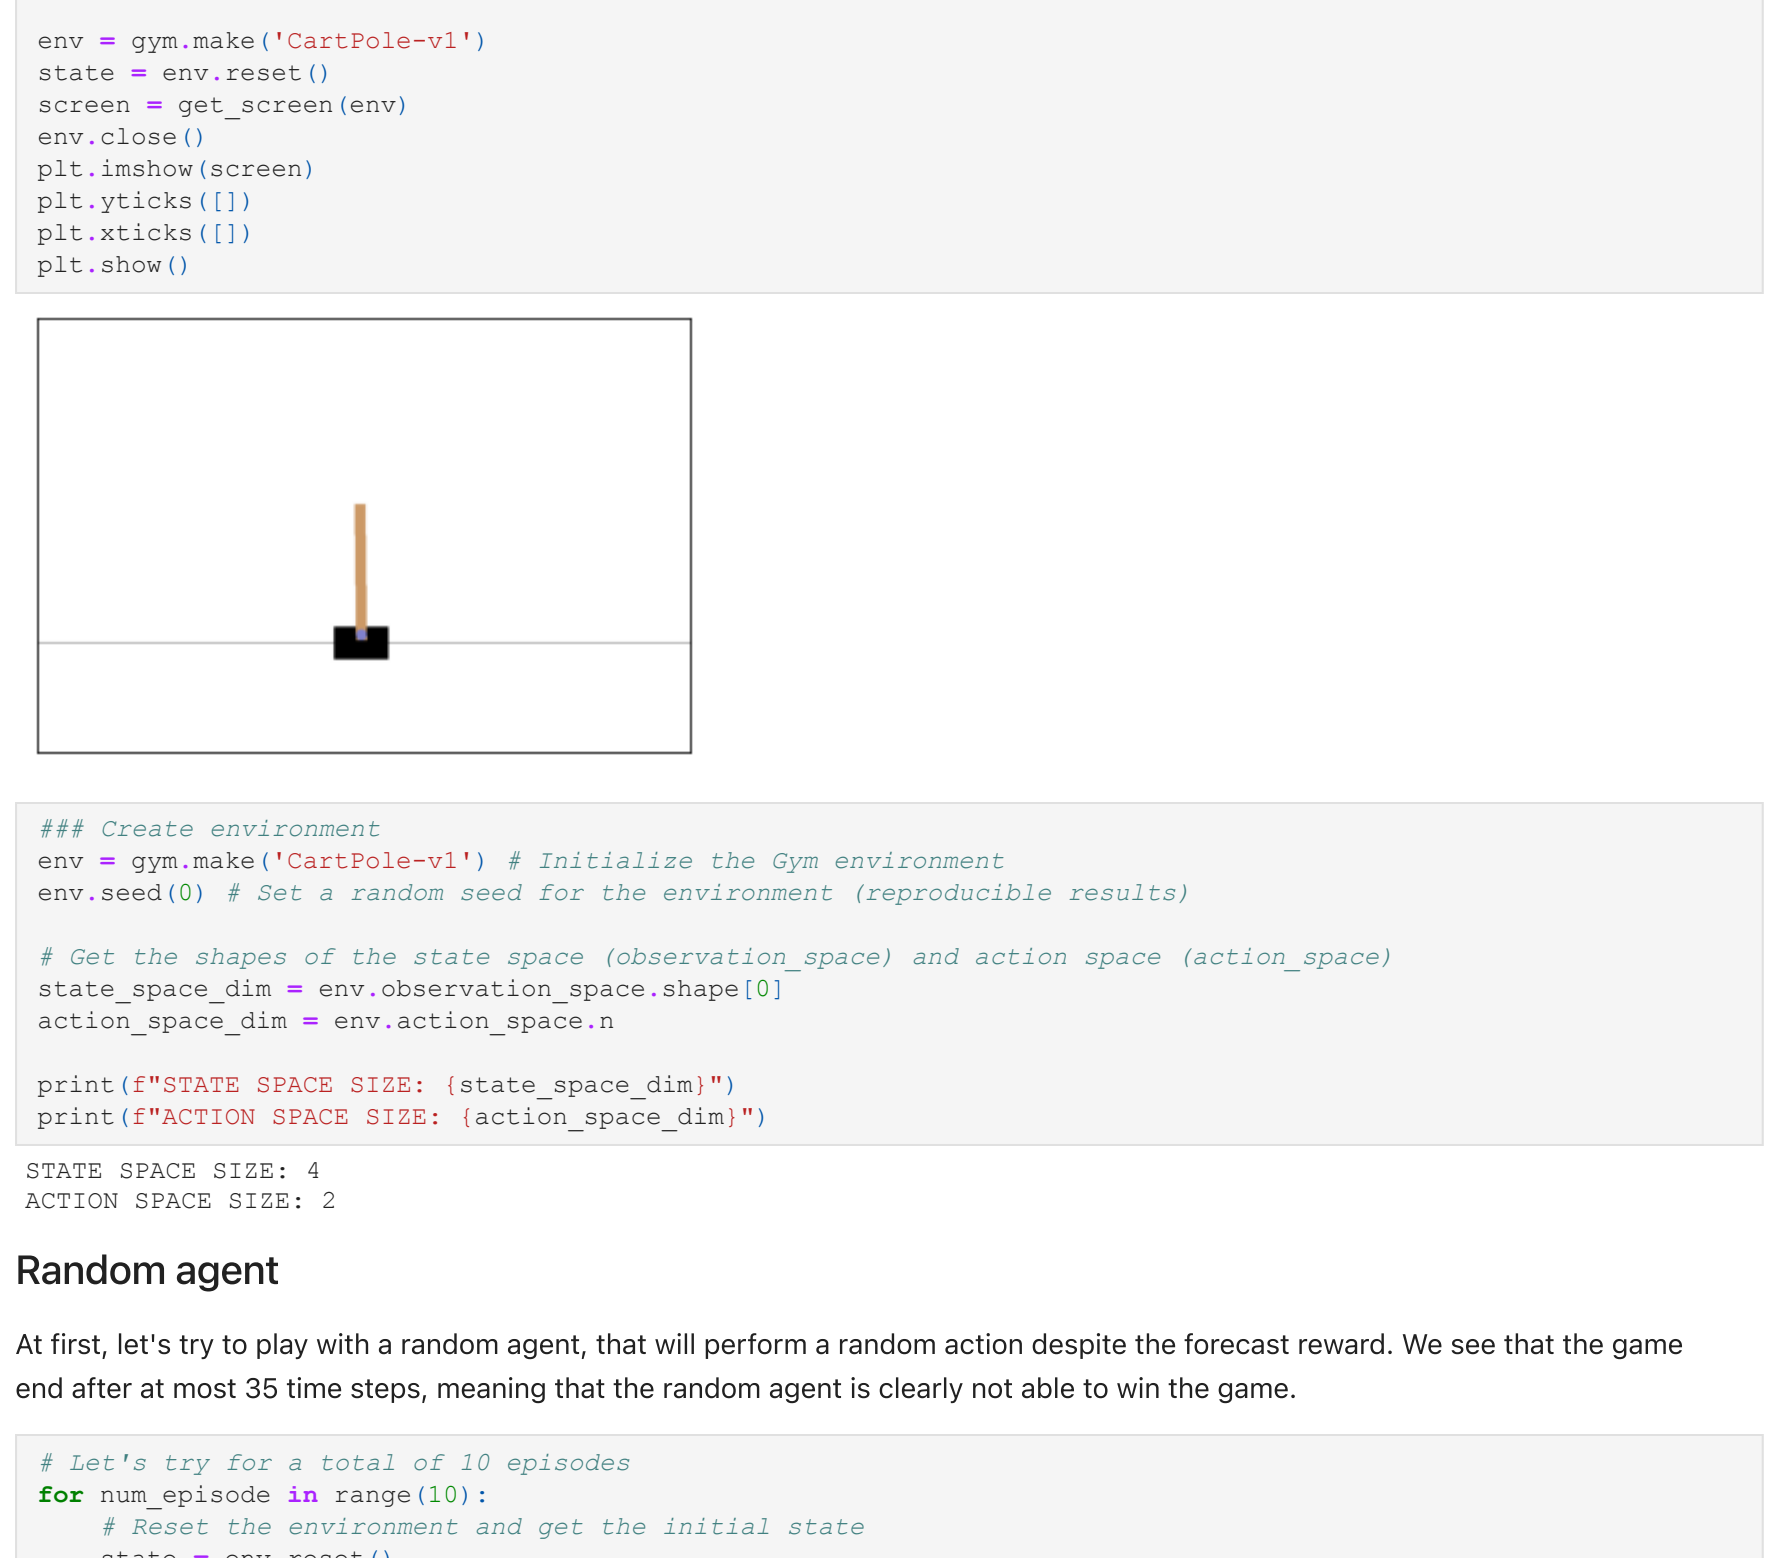 env = gym.make('CartPole-v1')
state = env.reset()
screen = get_screen(env)
env.close()
plt.imshow(screen)
plt.yticks([])
plt.xticks([])
plt.show()
### Create environment
env = gym.make('CartPole-v1') # Initialize the Gym environment
env.seed(0) # Set a random seed for the environment (reproducible results)
# Get the shapes of the state space (observation_space) and action space (action_space)
state_space_dim = env.observation_space.shape[0]
action_space_dim = env.action_space.n
print(f"STATE SPACE SIZE: {state_space_dim}")
print(f"ACTION SPACE SIZE: {action_space_dim}")
STATE SPACE SIZE: 4
ACTION SPACE SIZE: 2
Random agent
At first, let's try to play with a random agent, that will perform a random action despite the forecast reward. We see that the game
end after at most 35 time steps, meaning that the random agent is clearly not able to win the game.
# Let's try for a total of 10 episodes
for num_episode in range(10):
    # Reset the environment and get the initial state
    state = env.reset()